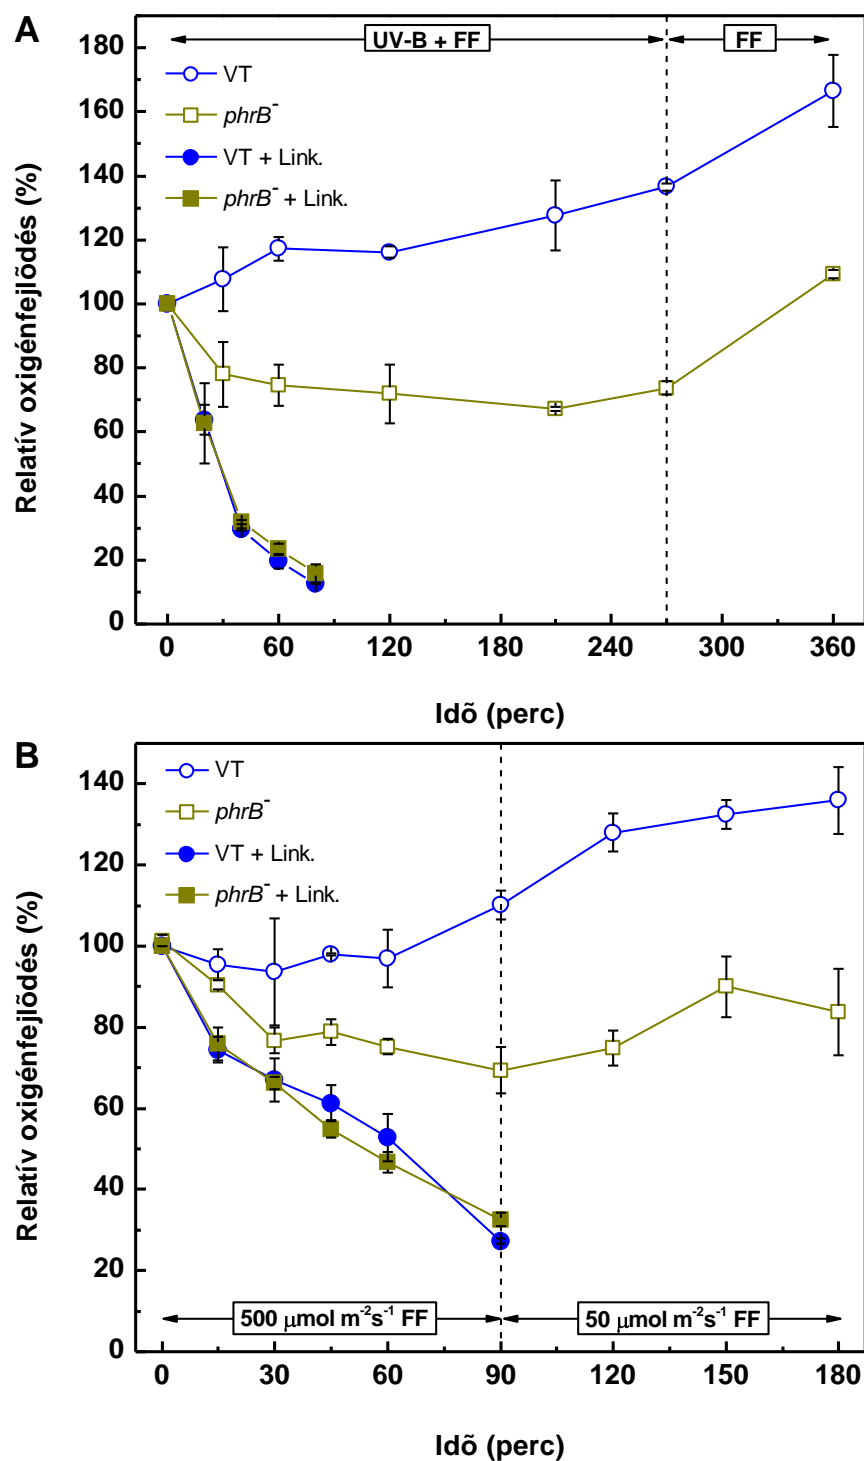 A
UV-B + FF
FF
VT
phrB⁻
VT + Link.
phrB⁻ + Link.
Relatív oxigénfejlõdés (%)
180
160
140
120
100
80
60
40
20
0
0 60 120 180 240 300 360
Idõ (perc)
B
VT
phrB⁻
VT + Link.
phrB⁻ + Link.
Relatív oxigénfejlõdés (%)
140
120
100
80
60
40
20
0
500 μmol m⁻²s⁻¹ FF
50 μmol m⁻²s⁻¹ FF
0 30 60 90 120 150 180
Idõ (perc)